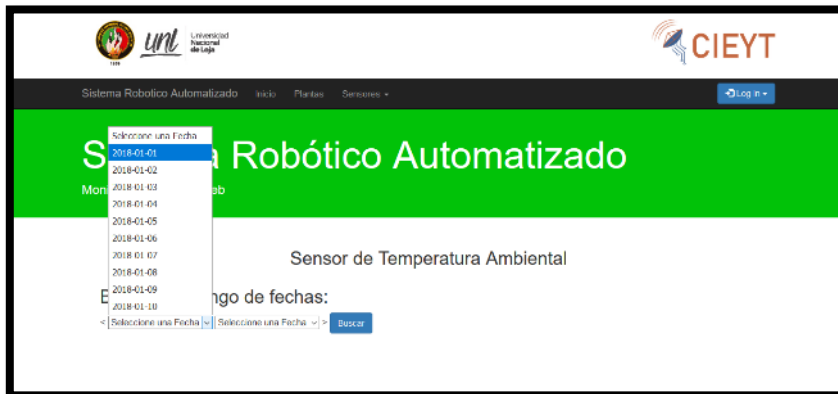 1859
unl
Universidad
Nacional
de Loja
CIEYT
Sistema Robotico Automatizado Inicio Plantas Sensores
Log in
S Robótico Automatizado
Moni eb
Seleccione una Fecha
2018-01-01
2018-01-02
2018-01-03
2018-01-04
2018-01-05
2018-01-06
2018-01-07
2018-01-08
2018-01-09
2018-01-10
Sensor de Temperatura Ambiental
E ngo de fechas:
< Seleccione una Fecha Seleccione una Fecha > Buscar